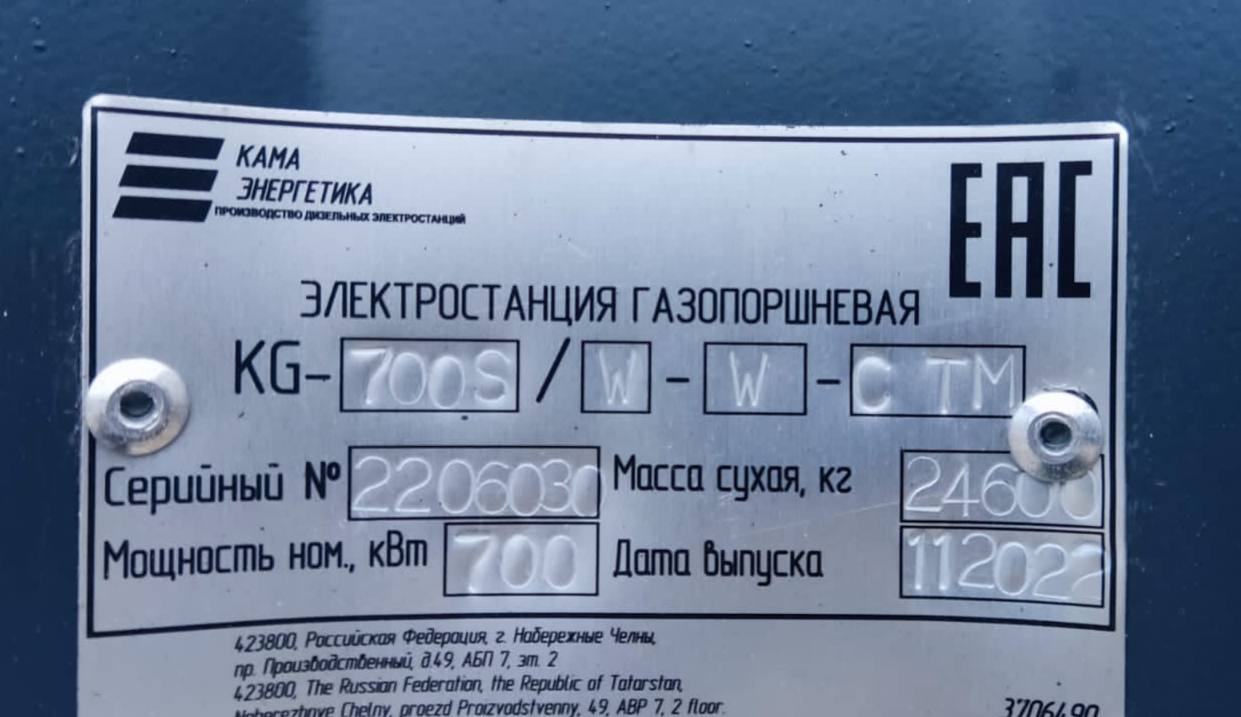 КАМА
ЭНЕРГЕТИКА
ПРОИЗВОДСТВО ДИЗЕЛЬНЫХ ЭЛЕКТРОСТАНЦИЙ
EAC
ЭЛЕКТРОСТАНЦИЯ ГАЗОПОРШНЕВАЯ
KG- 700S / W - W - C TM
Серийный № 2206030 Масса сухая, кг 24600
Мощность ном., кВт 700 Дата выпуска 112022
423800, Российская Федерация, г. Набережные Челны,
пр. Производственный, д.49, АБП 7, эт. 2
423800, The Russian Federation, the Republic of Tatarstan,
Naberezhnye Chelny, proezd Proizvodstvenny, 49, ABP 7, 2 floor.
3706490